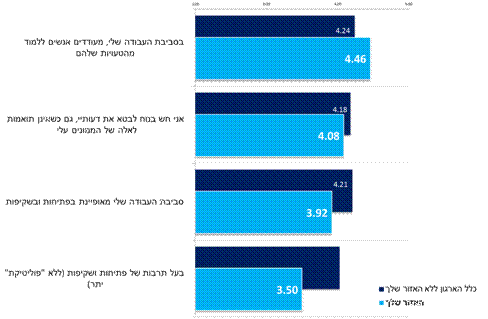 בסביבת העבודה שלי, מעודדים אנשים ללמוד
מהטעויות שלהם
4.24
4.46
אני חש בנוח לבטא את דעותיי, גם כשאינן תואמות
לאלה של הממונים עלי
4.18
4.08
סביבת העבודה שלי מאופיינת בפתיחות ובשקיפות
4.21
3.92
בעל תרבות של פתיחות ושקיפות (ללא "פוליטיקת"
יתר)
3.50
כלל הארגון ללא האזור שלך
האזור שלך